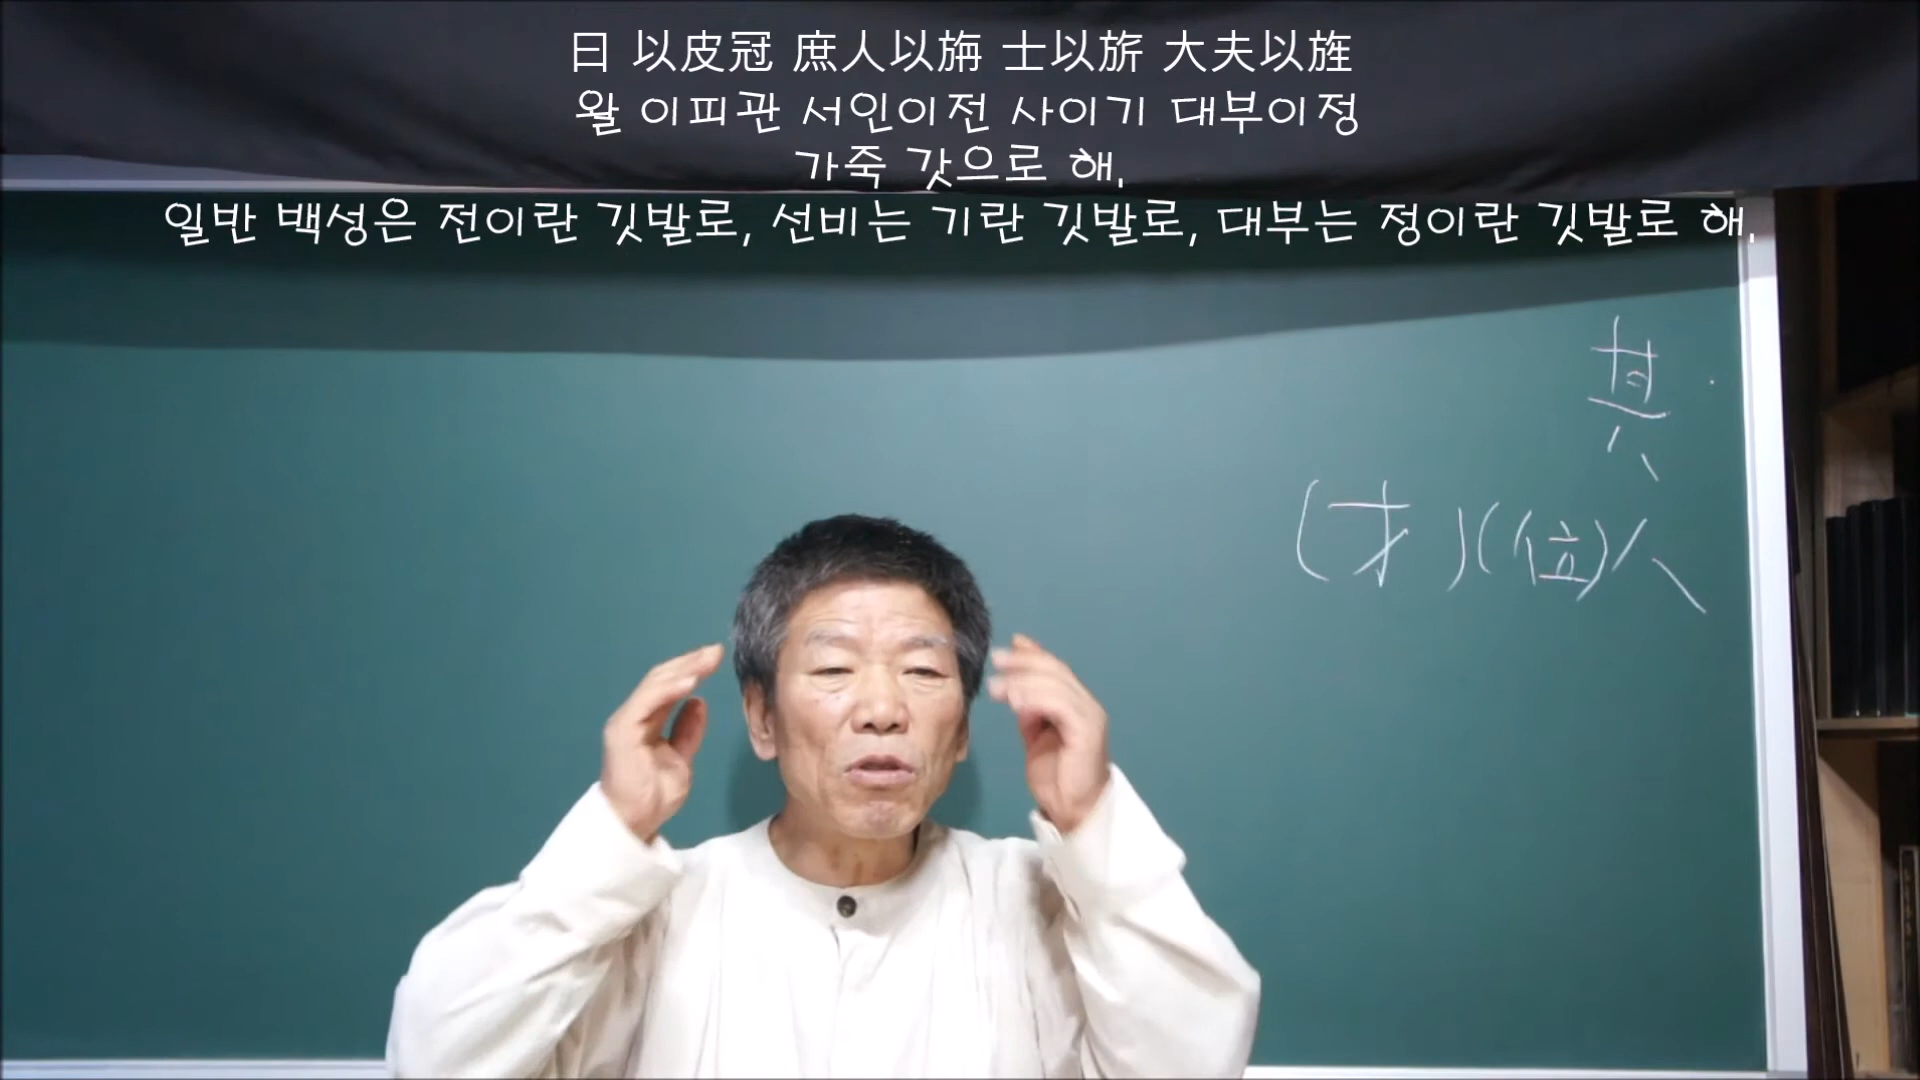 曰 以皮冠 庶人以旃 士以旂 大夫以旌
왈 이피관 서인이전 사이기 대부이정
가죽 갓으로 해.
일반 백성은 전이란 깃발로, 선비는 기란 깃발로, 대부는 정이란 깃발로 해.
(才)(位)人